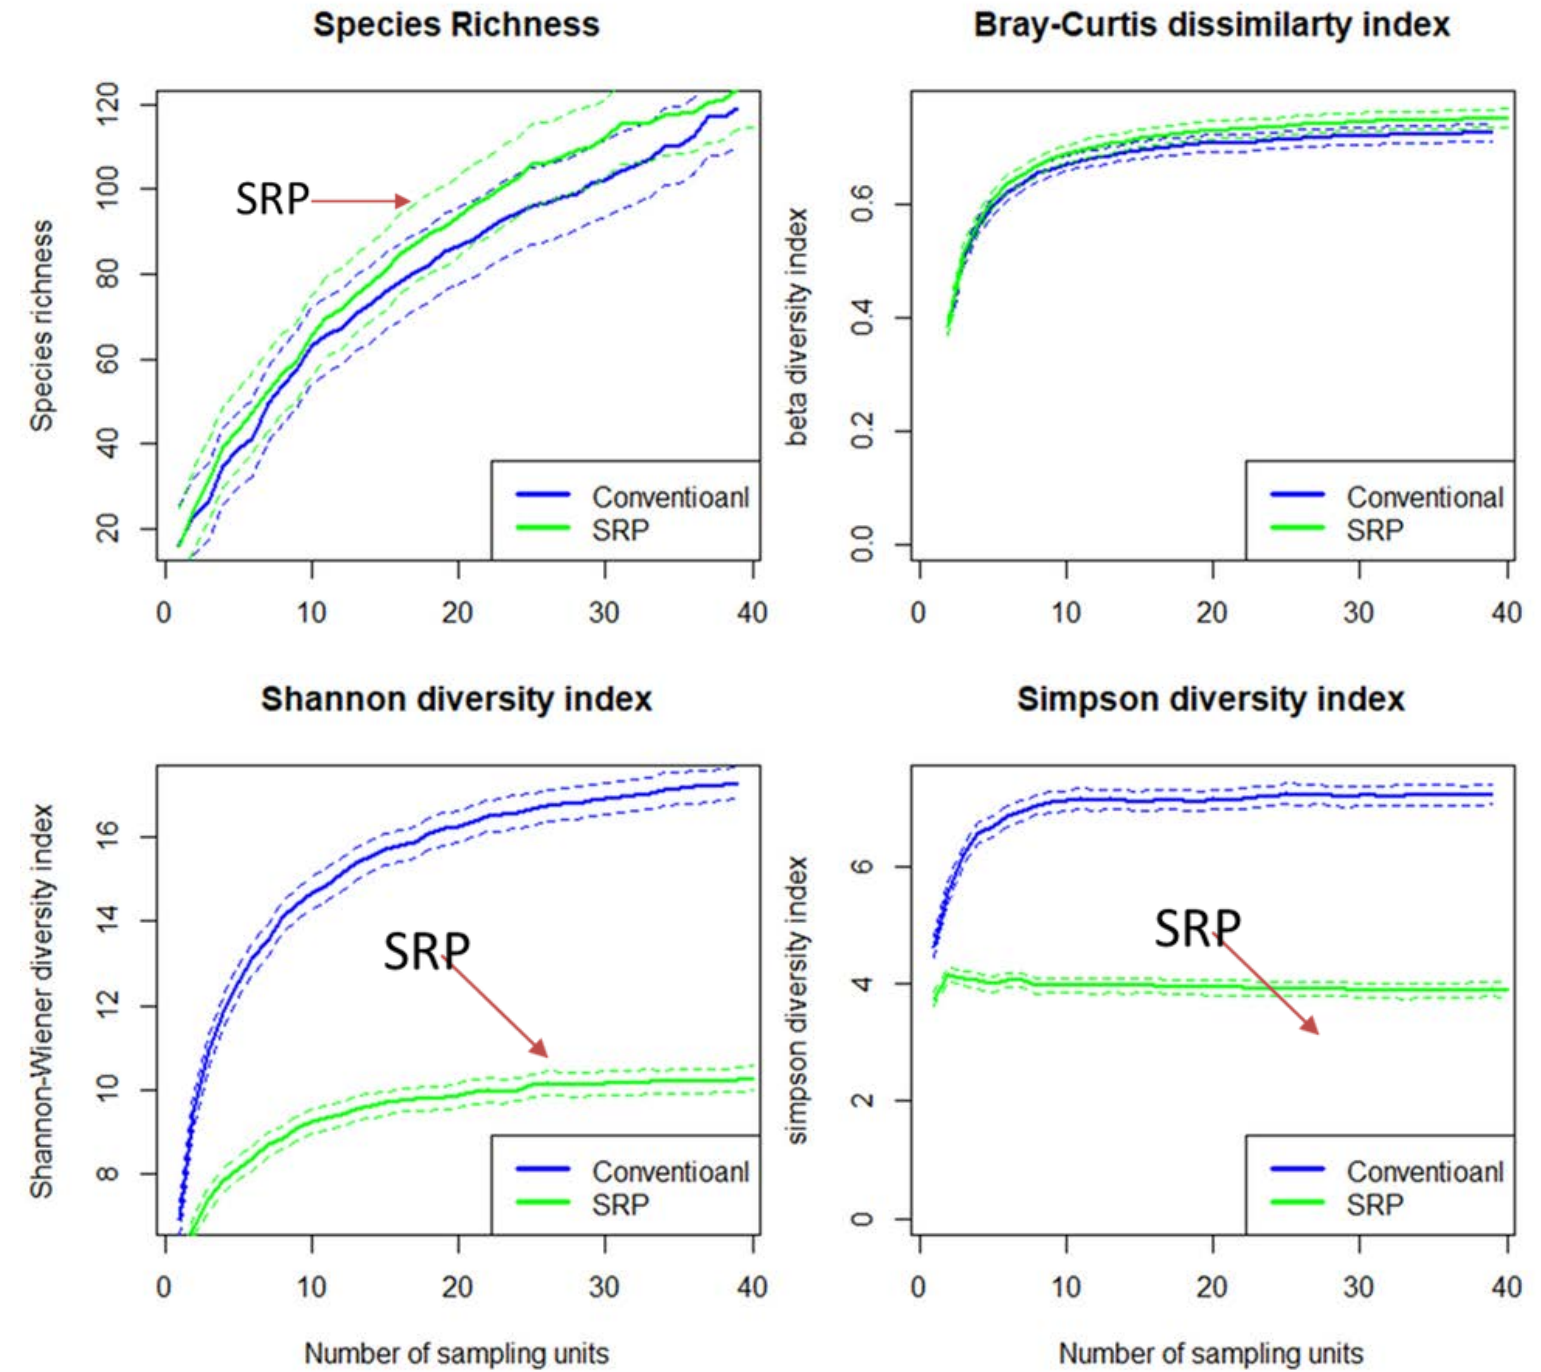 Species Richness
Species richness
120
100
80
60
40
20
SRP
Conventioanl
SRP
0 10 20 30 40
Bray-Curtis dissimilarty index
beta diversity index
0.6
0.4
0.2
0.0
Conventional
SRP
0 10 20 30 40
Shannon diversity index
Shannon-Wiener diversity index
16
14
12
10
8
SRP
Conventioanl
SRP
0 10 20 30 40
Number of sampling units
Simpson diversity index
simpson diversity index
6
4
2
0
SRP
Conventioanl
SRP
0 10 20 30 40
Number of sampling units